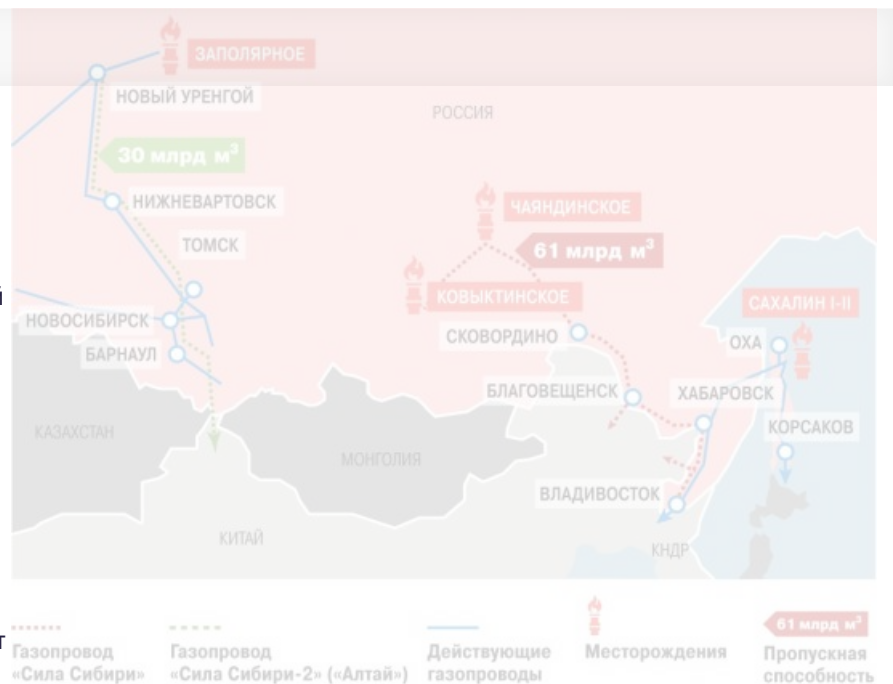 ЗАПОЛЯРНОЕ
НОВЫЙ УРЕНГОЙ
РОССИЯ
30 млрд м³
НИЖНЕВАРТОВСК
ЧАЯНДИНСКОЕ
ТОМСК
61 млрд м³
й
КОВЫКТИНСКОЕ
САХАЛИН I-II
НОВОСИБИРСК
СКОВОРДИНО
ОХА
БАРНАУЛ
БЛАГОВЕЩЕНСК
ХАБАРОВСК
КАЗАХСТАН
КОРСАКОВ
МОНГОЛИЯ
ВЛАДИВОСТОК
КИТАЙ
КНДР
т
Газопровод
«Сила Сибири»
Газопровод
«Сила Сибири-2» («Алтай»)
Действующие
газопроводы
Месторождения
61 млрд м³
Пропускная
способность